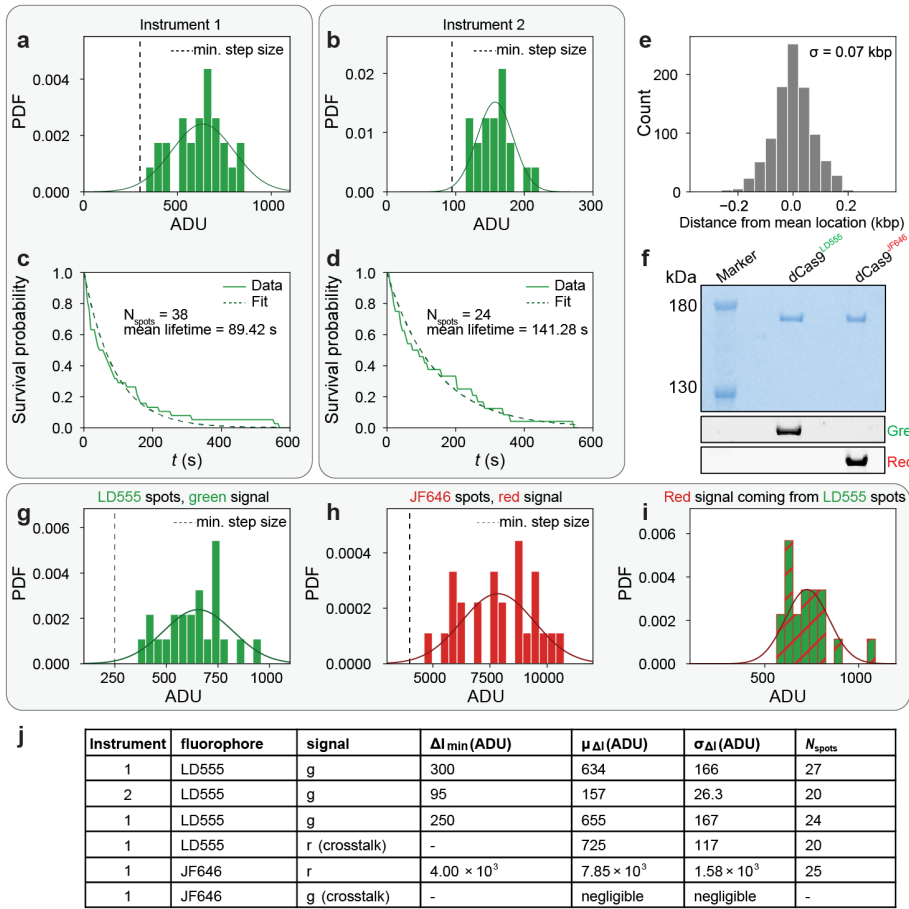 Instrument 1
a
min. step size
PDF
0.004
0.002
0.000
0
500
1000
ADU
Instrument 2
b
min. step size
PDF
0.02
0.01
0.00
0
100
200
300
ADU
c
Survival probability
1.0
0.8
0.6
0.4
0.2
0.0
Data
Fit
Nspots = 38
mean lifetime = 89.42 s
0
200
400
600
t (s)
d
Survival probability
1.0
0.8
0.6
0.4
0.2
0.0
Data
Fit
Nspots = 24
mean lifetime = 141.28 s
0
200
400
600
t (s)
e
σ = 0.07 kbp
Count
200
100
0
−0.2
0.0
0.2
Distance from mean location (kbp)
f
kDa
Marker
dCas9LD555
dCas9JF646
180
130
Gre
Red
LD555 spots, green signal
g
min. step size
PDF
0.006
0.004
0.002
0.000
250
500
750
1000
ADU
JF646 spots, red signal
h
min. step size
PDF
0.0004
0.0002
0.0000
5000
7500
10000
ADU
Red signal coming from LD555 spots
i
PDF
0.006
0.004
0.002
0.000
500
1000
ADU
j
Instrument fluorophore signal ΔI min (ADU) μ ΔI (ADU) σ ΔI (ADU) Nspots
1 LD555 g 300 634 166 27
2 LD555 g 95 157 26.3 20
1 LD555 g 250 655 167 24
1 LD555 r (crosstalk) - 725 117 20
1 JF646 r 4.00 × 10³ 7.85 × 10³ 1.58 × 10³ 25
1 JF646 g (crosstalk) - negligible negligible -